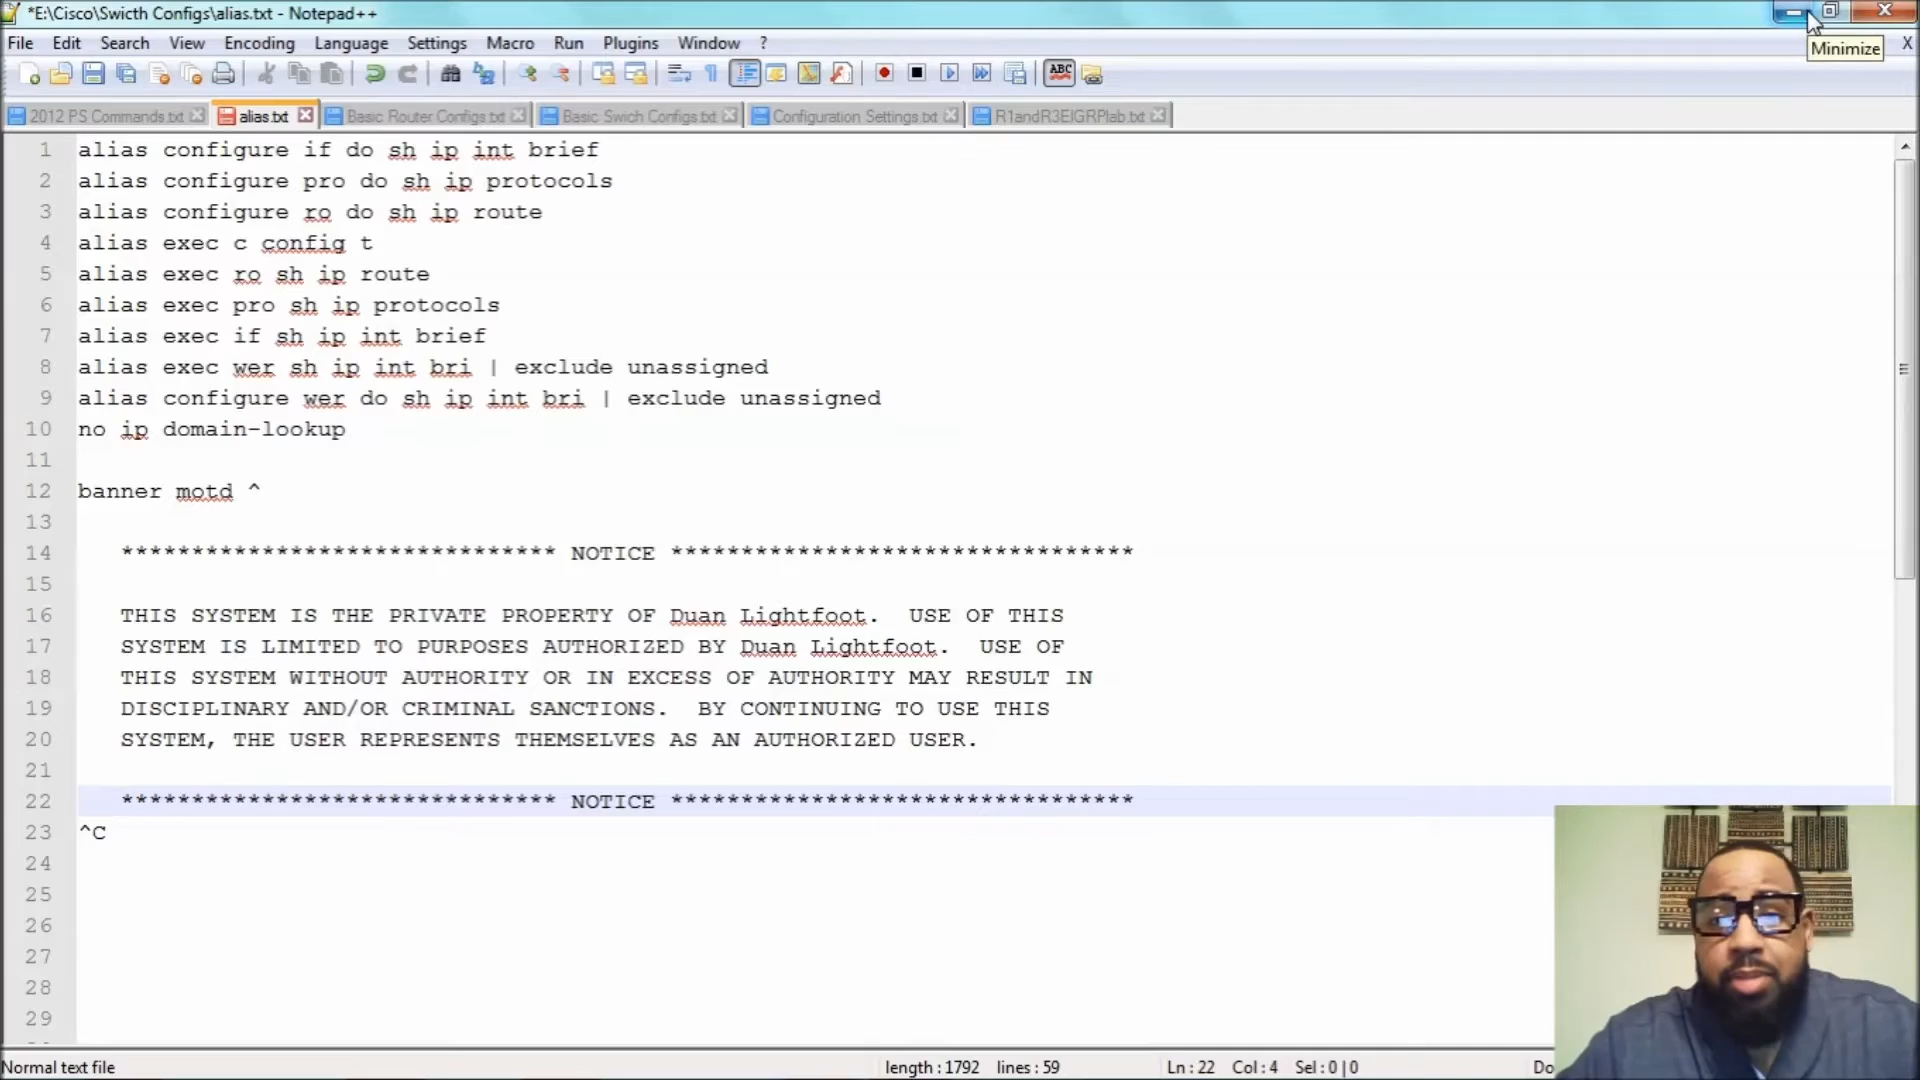 *E:\Cisco\Swicth Configs\alias.txt - Notepad++
Minimize
File Edit Search View Encoding Language Settings Macro Run Plugins Window ? X
ABC
2012 PS Commands.txt alias.txt Basic Router Configs.txt Basic Swich Configs.txt Configuration Settings.txt R1andR3EIGRPlab.txt
1 alias configure if do sh ip int brief
2 alias configure pro do sh ip protocols
3 alias configure ro do sh ip route
4 alias exec c config t
5 alias exec ro sh ip route
6 alias exec pro sh ip protocols
7 alias exec if sh ip int brief
8 alias exec wer sh ip int bri | exclude unassigned
9 alias configure wer do sh ip int bri | exclude unassigned
10 no ip domain-lookup
11
12 banner motd ^
13
14 ******************************* NOTICE *********************************
15
16 THIS SYSTEM IS THE PRIVATE PROPERTY OF Duan Lightfoot.  USE OF THIS
17 SYSTEM IS LIMITED TO PURPOSES AUTHORIZED BY Duan Lightfoot.  USE OF
18 THIS SYSTEM WITHOUT AUTHORITY OR IN EXCESS OF AUTHORITY MAY RESULT IN
19 DISCIPLINARY AND/OR CRIMINAL SANCTIONS.  BY CONTINUING TO USE THIS
20 SYSTEM, THE USER REPRESENTS THEMSELVES AS AN AUTHORIZED USER.
21
22 ******************************* NOTICE *********************************
23 ^C
24
25
26
27
28
29
Normal text file length : 1792 lines : 59 Ln : 22 Col : 4 Sel : 0 | 0 Do